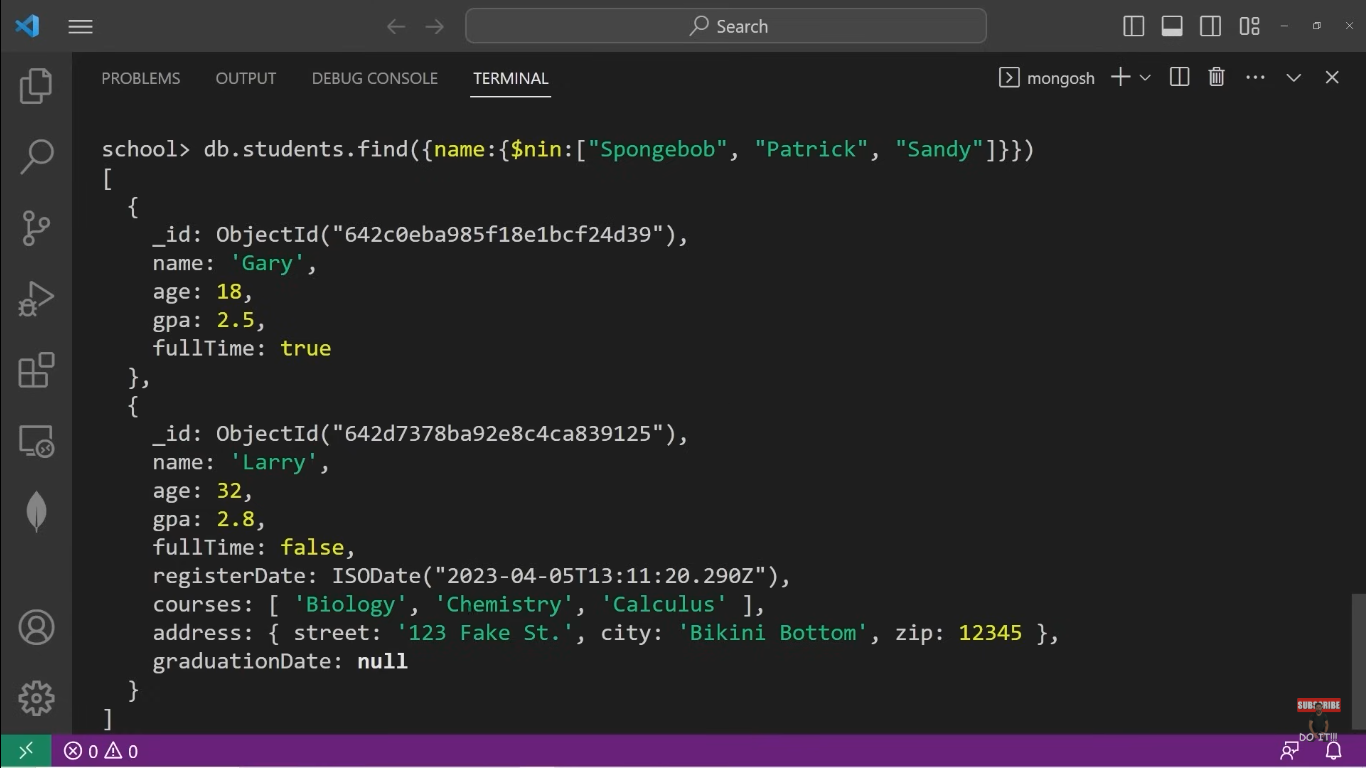 Search
PROBLEMS OUTPUT DEBUG CONSOLE TERMINAL mongosh
school> db.students.find({name:{$nin:["Spongebob", "Patrick", "Sandy"]}})
[
{
_id: ObjectId("642c0eba985f18e1bcf24d39"),
name: 'Gary',
age: 18,
gpa: 2.5,
fullTime: true
},
{
_id: ObjectId("642d7378ba92e8c4ca839125"),
name: 'Larry',
age: 32,
gpa: 2.8,
fullTime: false,
registerDate: ISODate("2023-04-05T13:11:20.290Z"),
courses: [ 'Biology', 'Chemistry', 'Calculus' ],
address: { street: '123 Fake St.', city: 'Bikini Bottom', zip: 12345 },
graduationDate: null
}
]
SUBSCRIBE
DO IT!!!
0 0